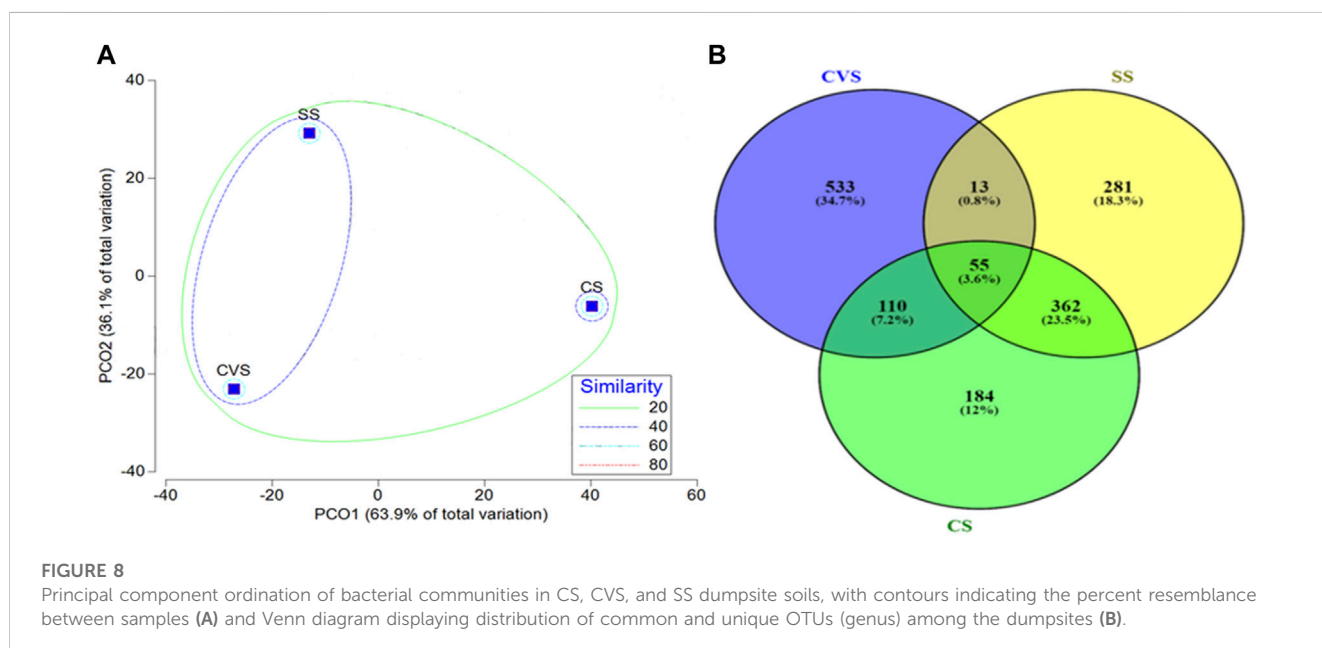 A
40
20
0
-20
-40
PCO2 (36.1% of total variation)
SS
CS
CVS
Similarity
20
40
60
80
-40
-20
0
20
40
60
PCO1 (63.9% of total variation)
B
CVS
SS
533
(34.7%)
13
(0.8%)
281
(18.3%)
55
(3.6%)
110
(7.2%)
362
(23.5%)
184
(12%)
CS
FIGURE 8
Principal component ordination of bacterial communities in CS, CVS, and SS dumpsite soils, with contours indicating the percent resemblance
between samples (A) and Venn diagram displaying distribution of common and unique OTUs (genus) among the dumpsites (B).